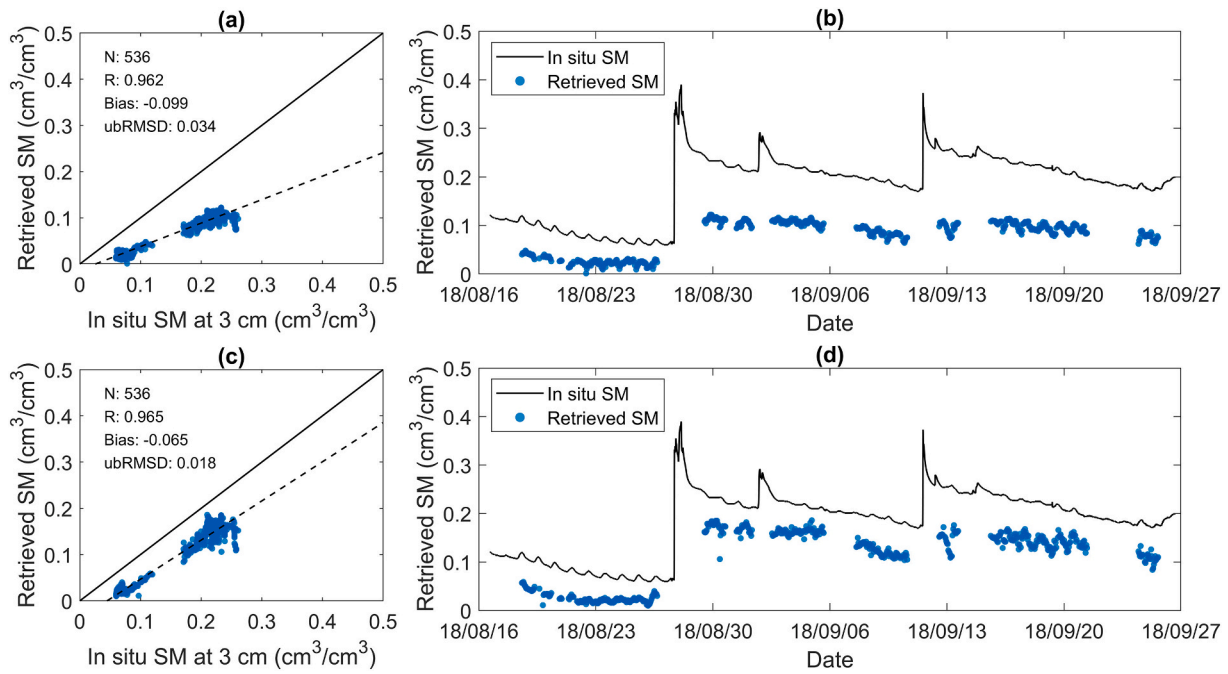 (a)
N: 536
R: 0.962
Bias: -0.099
ubRMSD: 0.034
Retrieved SM (cm³/cm³)
0.5
0.4
0.3
0.2
0.1
0
0 0.1 0.2 0.3 0.4 0.5
In situ SM at 3 cm (cm³/cm³)
(b)
In situ SM
Retrieved SM
Retrieved SM (cm³/cm³)
0.5
0.4
0.3
0.2
0.1
0
18/08/16 18/08/23 18/08/30 18/09/06 18/09/13 18/09/20 18/09/27
Date
(c)
N: 536
R: 0.965
Bias: -0.065
ubRMSD: 0.018
Retrieved SM (cm³/cm³)
0.5
0.4
0.3
0.2
0.1
0
0 0.1 0.2 0.3 0.4 0.5
In situ SM at 3 cm (cm³/cm³)
(d)
In situ SM
Retrieved SM
Retrieved SM (cm³/cm³)
0.5
0.4
0.3
0.2
0.1
0
18/08/16 18/08/23 18/08/30 18/09/06 18/09/13 18/09/20 18/09/27
Date